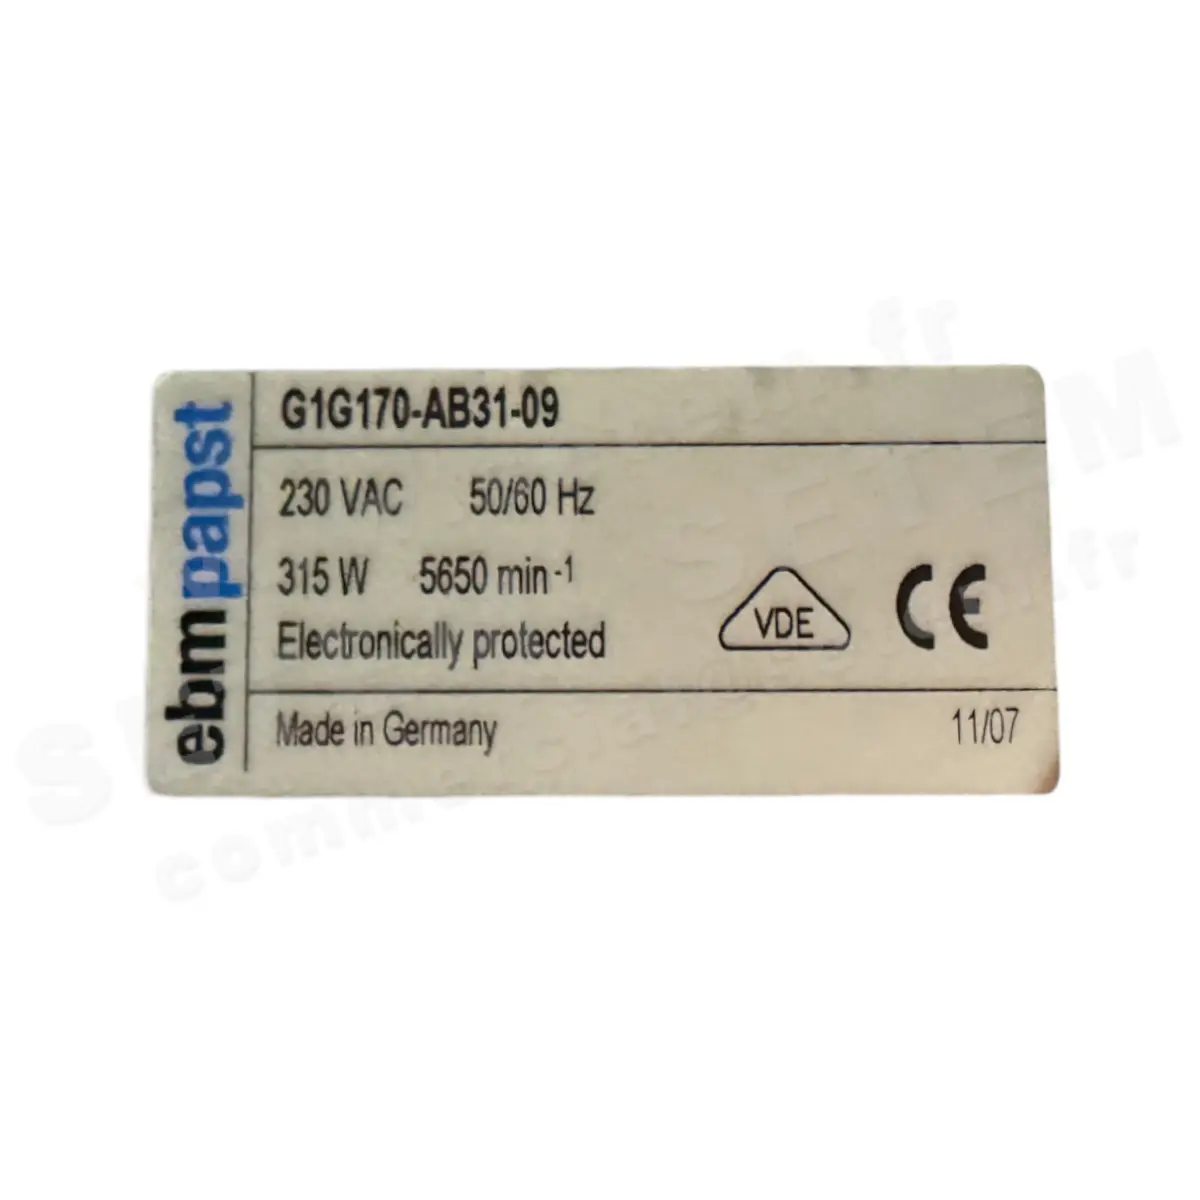 ebmpapst
G1G170-AB31-09
230 VAC 50/60 Hz
315 W 5650 min-1
Electronically protected
VDE
CE
Made in Germany 11/07